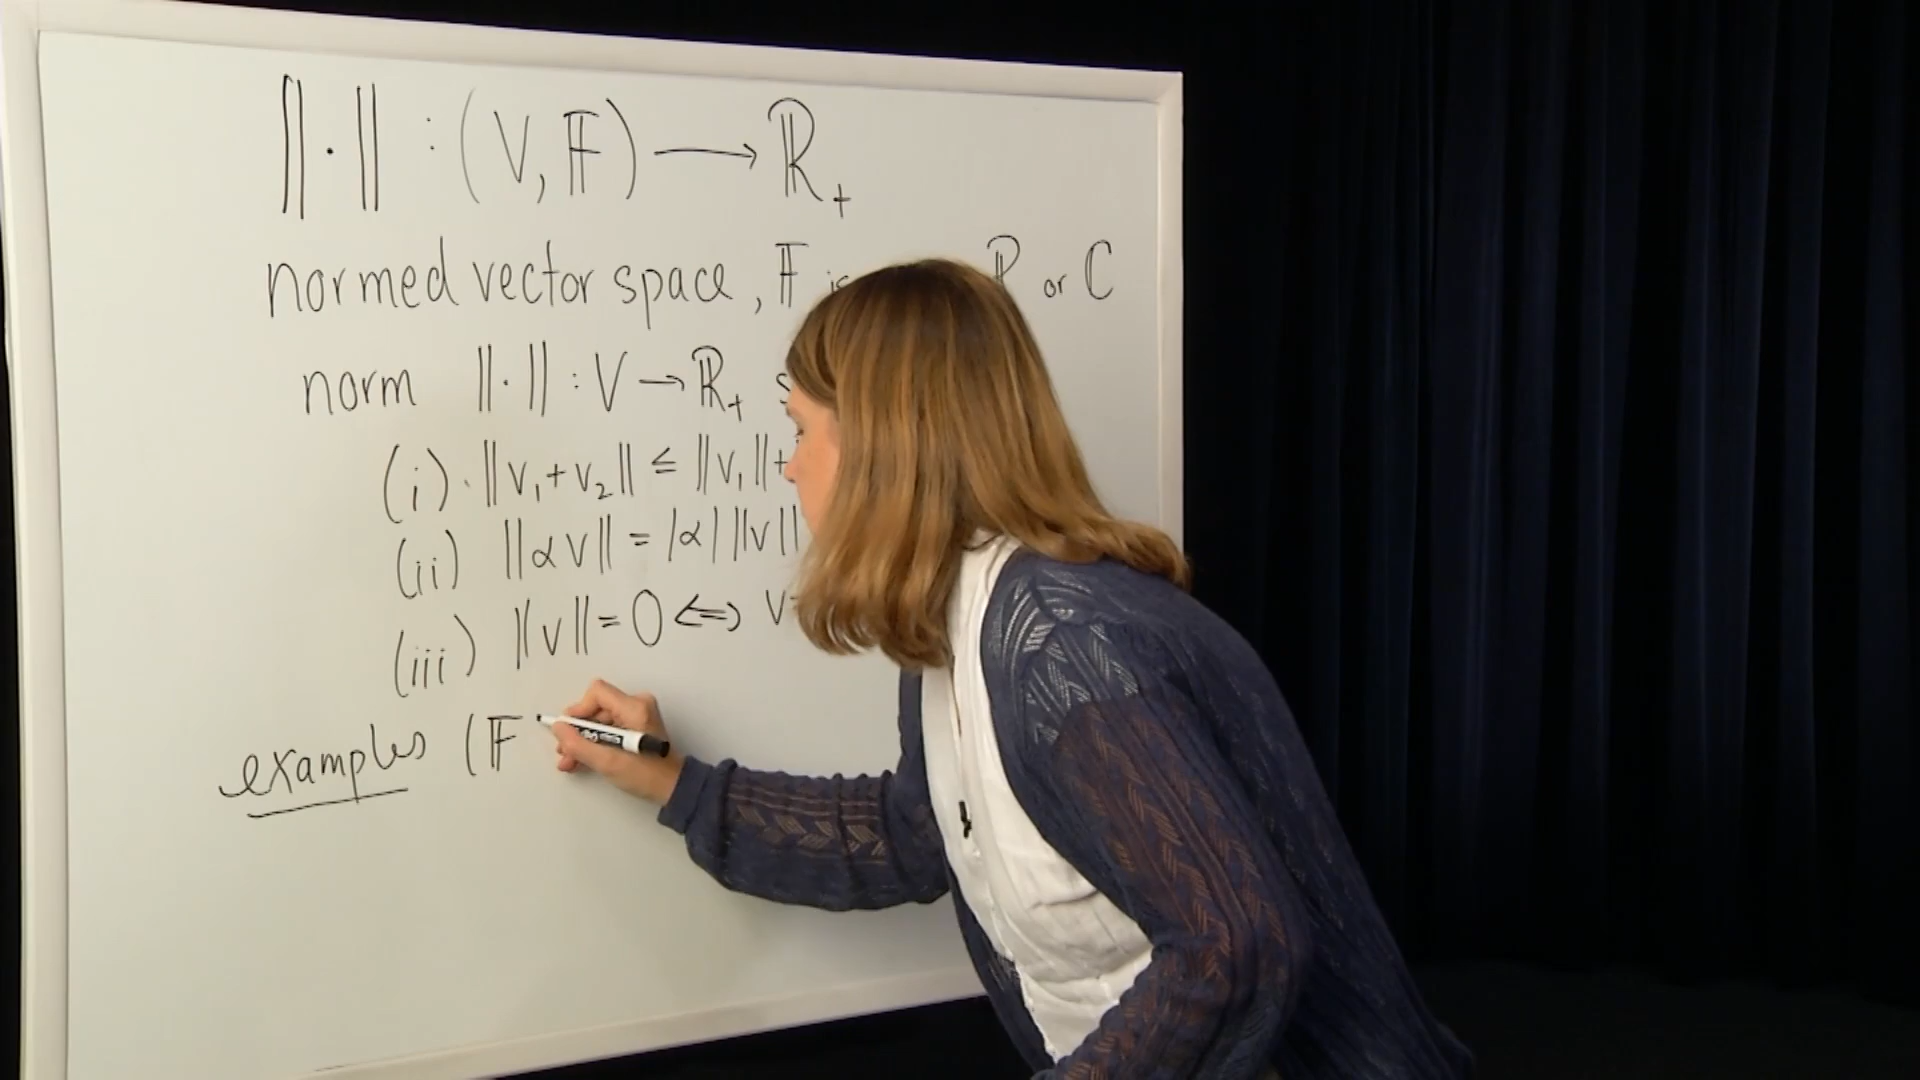 ‖·‖ : (V, 𝔽) ⟶ ℝ₊
normed vector space, 𝔽 is ℝ or C
norm ‖·‖ : V → ℝ₊ s
(i) · ‖v₁+v₂‖ ≤ ‖v₁‖+
(ii) ‖αv‖ = |α| ‖v‖
(iii) ‖v‖ = 0 ⟺ v=
examples (𝔽